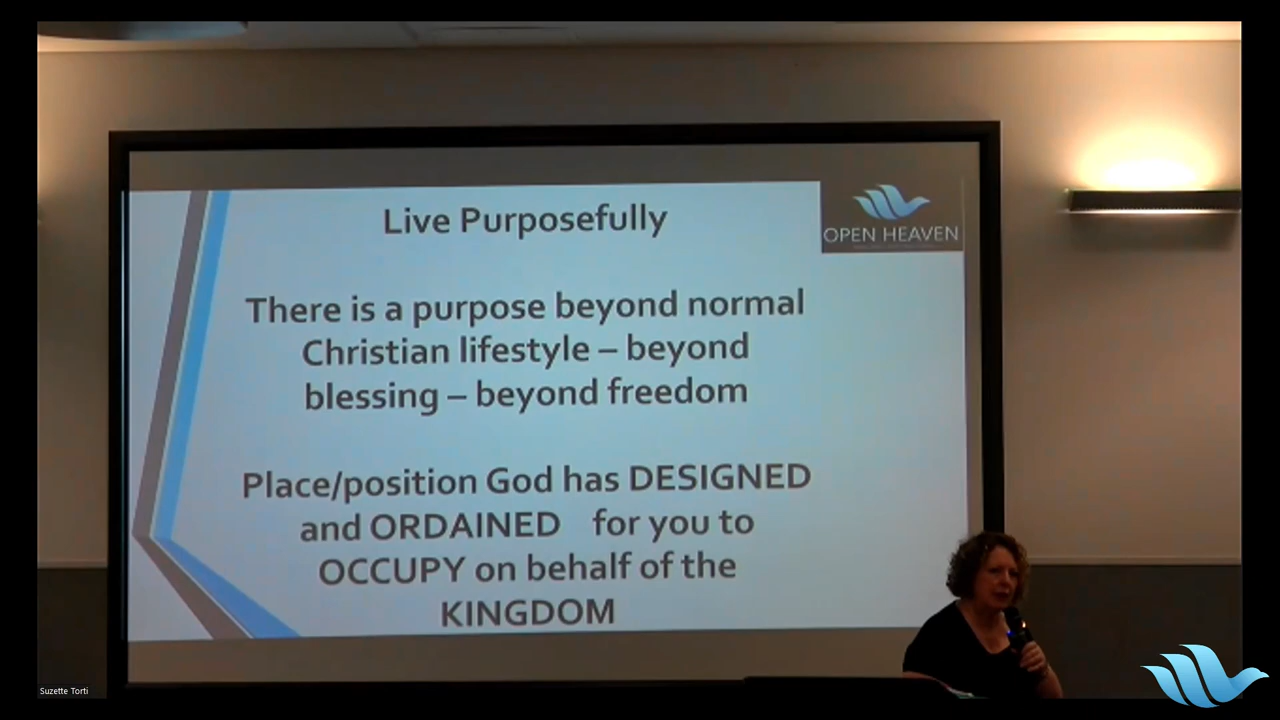 Live Purposefully
OPEN HEAVEN
There is a purpose beyond normal
Christian lifestyle – beyond
blessing – beyond freedom
Place/position God has DESIGNED
and ORDAINED for you to
OCCUPY on behalf of the
KINGDOM
Suzette Torti